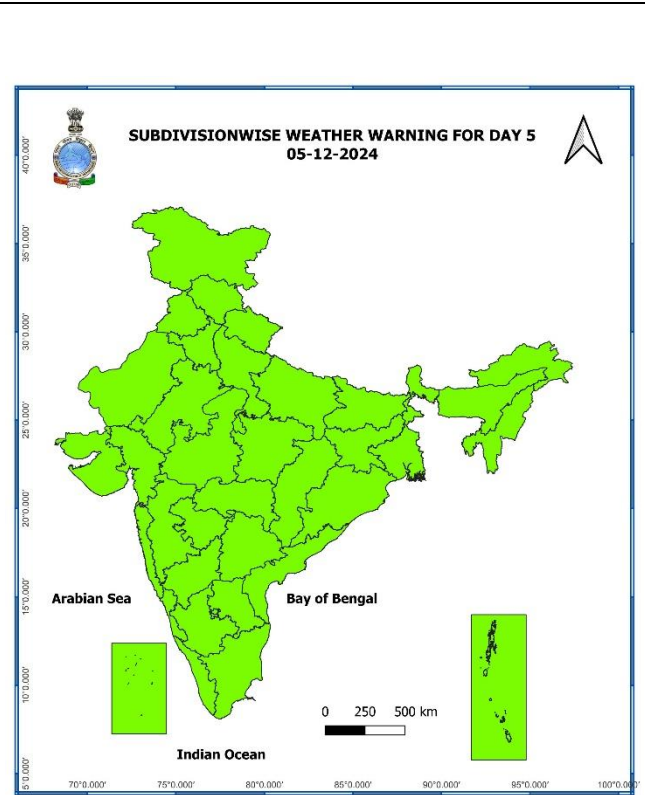 SUBDIVISIONWISE WEATHER WARNING FOR DAY 5
05-12-2024
40°0.000'
35°0.000'
30°0.000'
25°0.000'
20°0.000'
15°0.000'
10°0.000'
5°0.000'
Arabian Sea
Bay of Bengal
0 250 500 km
Indian Ocean
70°0.000' 75°0.000' 80°0.000' 85°0.000' 90°0.000' 95°0.000' 100°0.000'